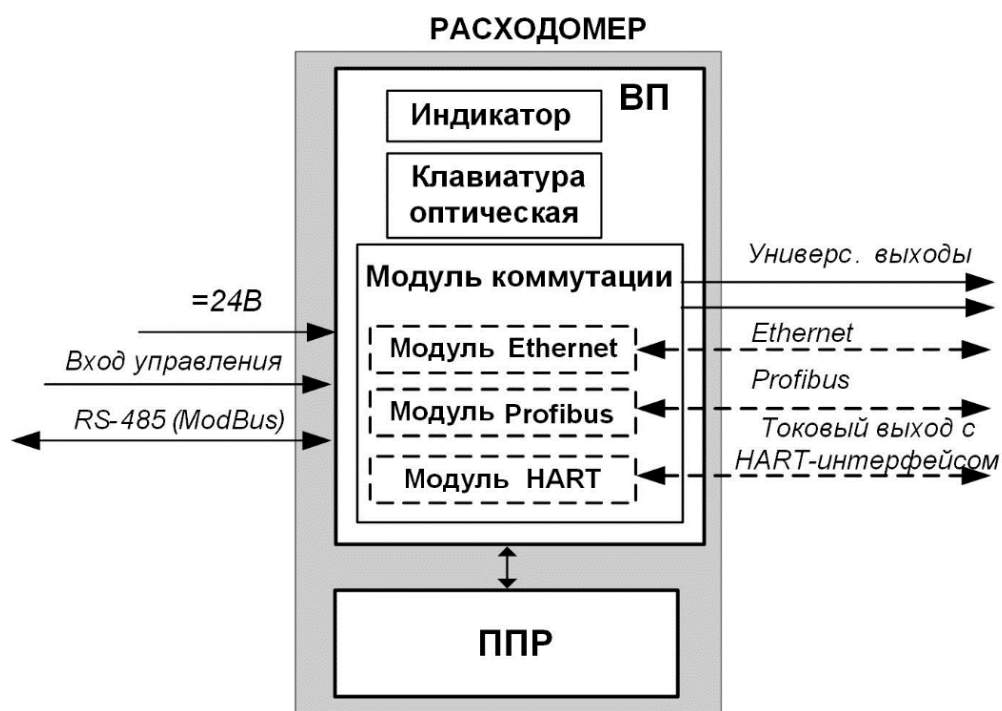 РАСХОДОМЕР
ВП
Индикатор
Клавиатура
оптическая
Модуль коммутации
Модуль Ethernet
Модуль Profibus
Модуль HART
=24В
Вход управления
RS-485 (ModBus)
Универс. выходы
Ethernet
Profibus
Токовый выход с
HART-интерфейсом
ППР